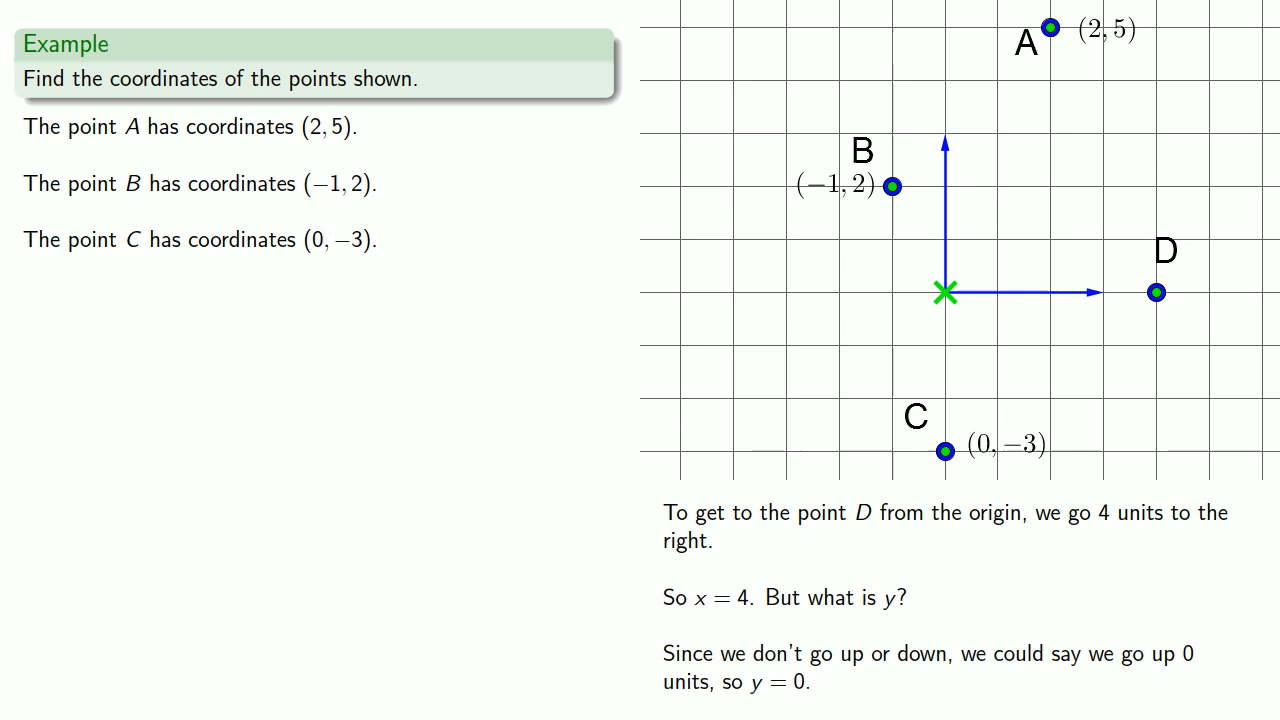 Example
Find the coordinates of the points shown.
The point A has coordinates (2, 5).
The point B has coordinates (−1, 2).
The point C has coordinates (0, −3).
A
(2, 5)
B
(−1, 2)
D
C
(0, −3)
To get to the point D from the origin, we go 4 units to the
right.
So x = 4. But what is y?
Since we don't go up or down, we could say we go up 0
units, so y = 0.